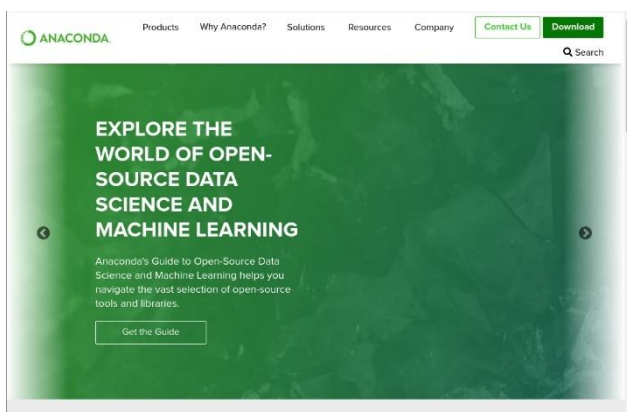 ANACONDA.
Products Why Anaconda? Solutions Resources Company Contact Us Download
Search
EXPLORE THE
WORLD OF OPEN-
SOURCE DATA
SCIENCE AND
MACHINE LEARNING
Anaconda's Guide to Open-Source Data
Science and Machine Learning helps you
navigate the vast selection of open-source
tools and libraries.
Get the Guide